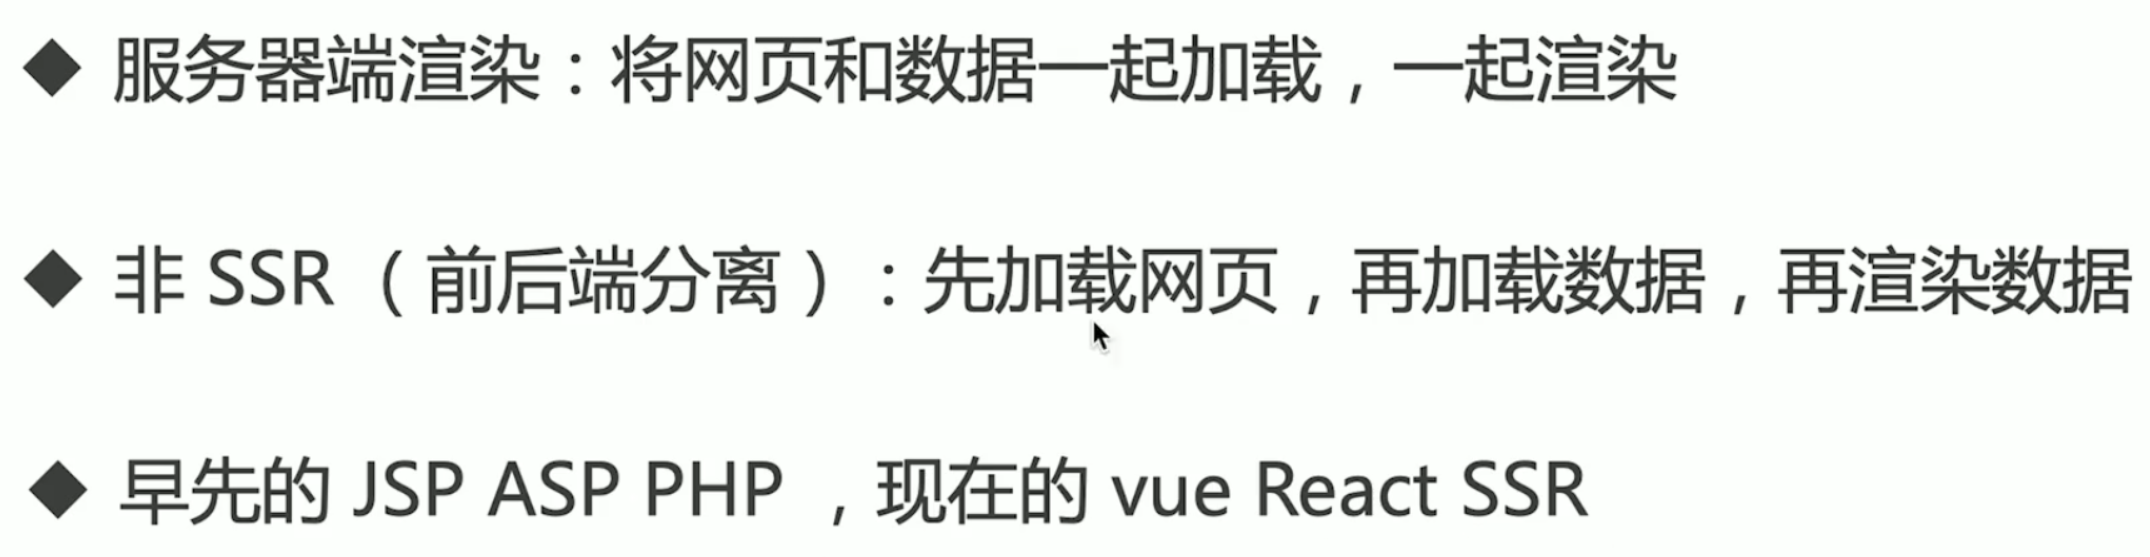 ◆ 服务器端渲染：将网页和数据一起加载，一起渲染
◆ 非 SSR （前后端分离）：先加载网页，再加载数据，再渲染数据
◆ 早先的 JSP ASP PHP ，现在的 vue React SSR